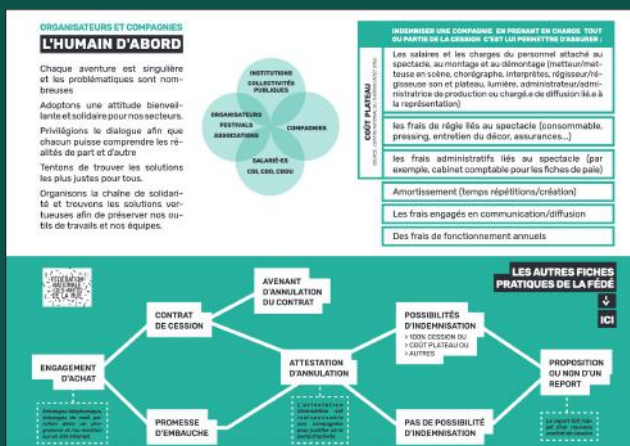 ORGANISATEURS ET COMPAGNIES
L'HUMAIN D'ABORD
Chaque aventure est singulière
et les problématiques sont nom-
breuses
Adoptons une attitude bienveil-
lante et solidaire pour nos secteurs.
Privilégions le dialogue afin que
chacun puisse comprendre les ré-
alités de part et d'autre
Tentons de trouver les solutions
les plus justes pour tous.
Organisons la chaîne de solidari-
té et trouvons les solutions ver-
tueuses afin de préserver nos ou-
tils de travails et nos équipes.
INSTITUTIONS
COLLECTIVITÉS
PUBLIQUES
ORGANISATEURS
FESTIVALS
ASSOCIATIONS
COMPAGNIES
SALARIÉ·ES
CDI, CDD, CDDU
INDEMNISER UNE COMPAGNIE EN PRENANT EN CHARGE TOUT
OU PARTIE DE LA CESSION C'EST LUI PERMETTRE D'ASSURER :
COÛT PLATEAU
Les salaires et les charges du personnel attaché au
spectacle, au montage et au démontage (metteur/met-
teuse en scène, chorégraphe, interprètes, régisseur/ré-
gisseuse son et plateau, lumière, administrateur/admi-
nistratrice de production ou chargé.e de diffusion lié.e à
la représentation)
les frais de régie liés au spectacle (consommable,
pressing, entretien du décor, assurances...)
les frais administratifs liés au spectacle (par
exemple, cabinet comptable pour les fiches de paie)
Amortissement (temps répétitions/création)
Les frais engagés en communication/diffusion
Des frais de fonctionnement annuels
FÉDÉRATION
NATIONALE
DES ARTS
DE LA RUE
LES AUTRES FICHES
PRATIQUES DE LA FÉDÉ
ICI
AVENANT
D'ANNULATION
DU CONTRAT
CONTRAT
DE CESSION
POSSIBILITÉS
D'INDEMNISATION
> 100% CESSION OU
> COÛT PLATEAU OU
> AUTRES
ENGAGEMENT
D'ACHAT
ATTESTATION
D'ANNULATION
PROPOSITION
OU NON D'UN
REPORT
PROMESSE
D'EMBAUCHE
PAS DE POSSIBILITÉ
D'INDEMNISATION